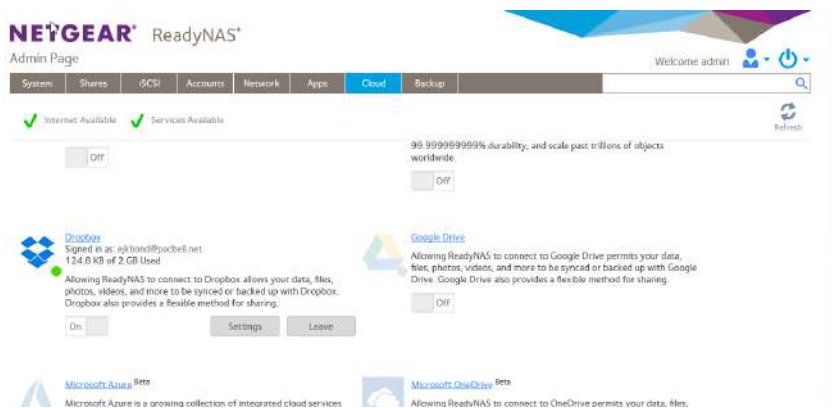 NETGEAR® ReadyNAS®
Admin Page
Welcome admin
System Shares iSCSI Accounts Network Apps Cloud Backup
Internet Available Services Available
Refresh
Off
99.999999999% durability, and scale past trillions of objects
worldwide.
Off
Dropbox
Signed in as: ejkbond@pacbell.net
124.8 KB of 2 GB Used
Allowing ReadyNAS to connect to Dropbox allows your data, files,
photos, videos, and more to be synced or backed up with Dropbox.
Dropbox also provides a flexible method for sharing.
On Settings Leave
Google Drive
Allowing ReadyNAS to connect to Google Drive permits your data,
files, photos, videos, and more to be synced or backed up with Google
Drive. Google Drive also provides a flexible method for sharing.
Off
Microsoft Azure Beta
Microsoft Azure is a growing collection of integrated cloud services
Microsoft OneDrive Beta
Allowing ReadyNAS to connect to OneDrive permits your data, files,